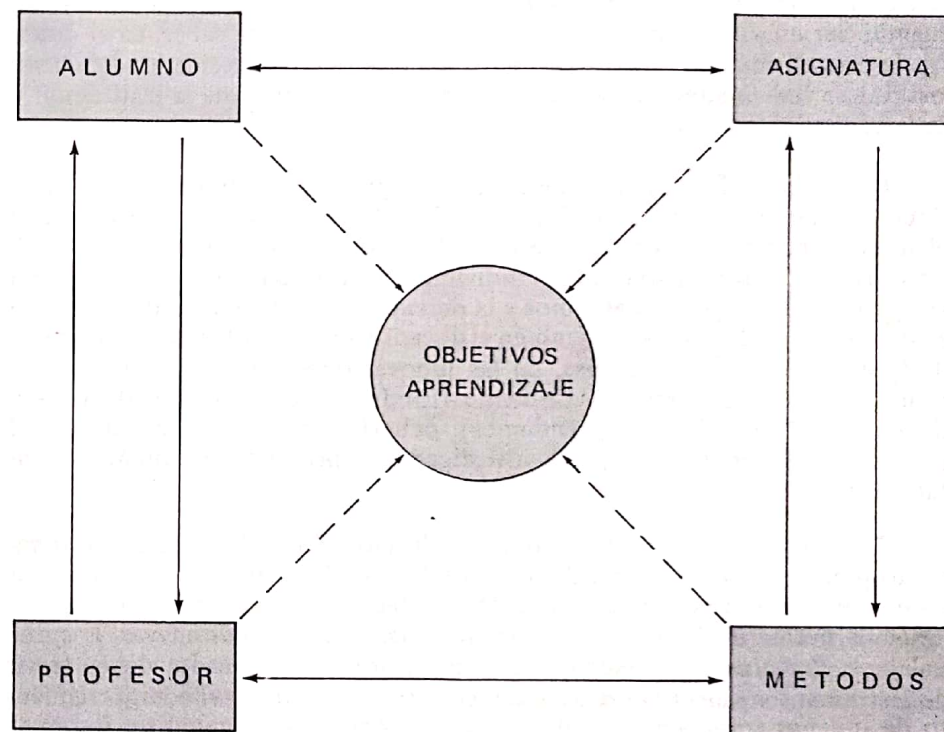 ALUMNO
ASIGNATURA
OBJETIVOS
APRENDIZAJE
PROFESOR
METODOS